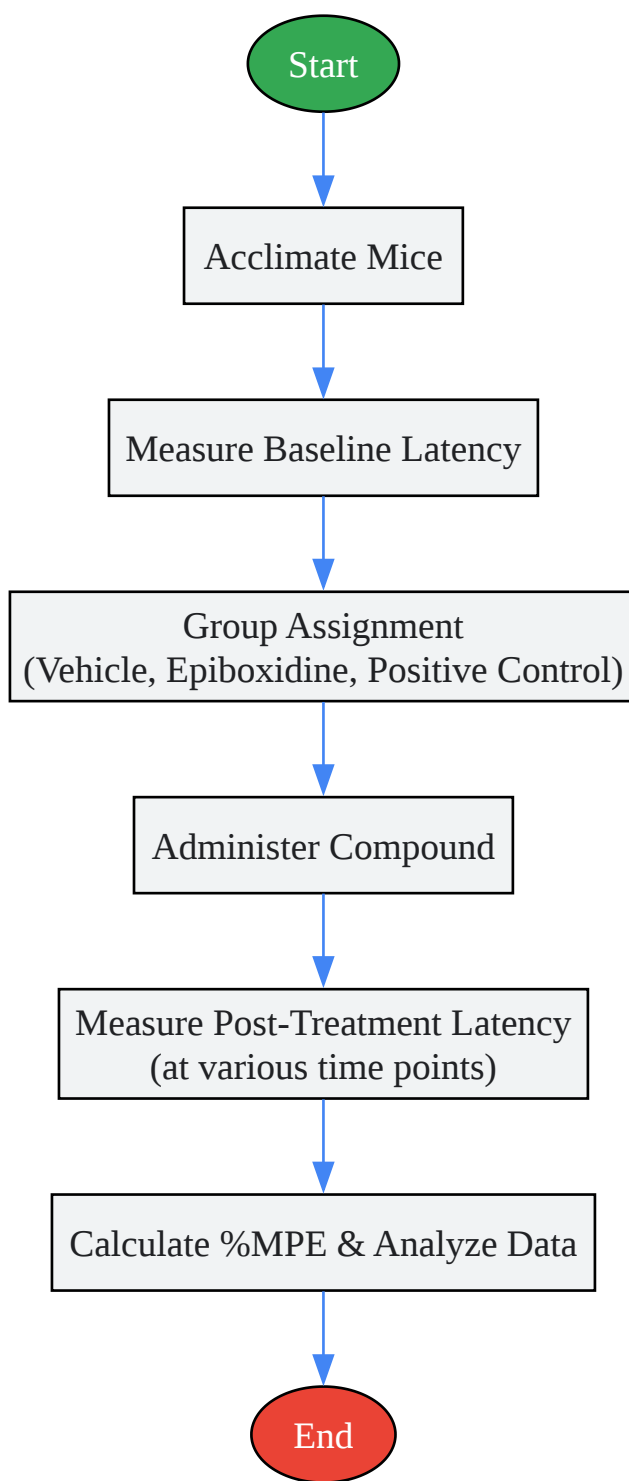 Start
Acclimate Mice
Measure Baseline Latency
Group Assignment
(Vehicle, Epiboxidine, Positive Control)
Administer Compound
Measure Post-Treatment Latency
(at various time points)
Calculate %MPE & Analyze Data
End